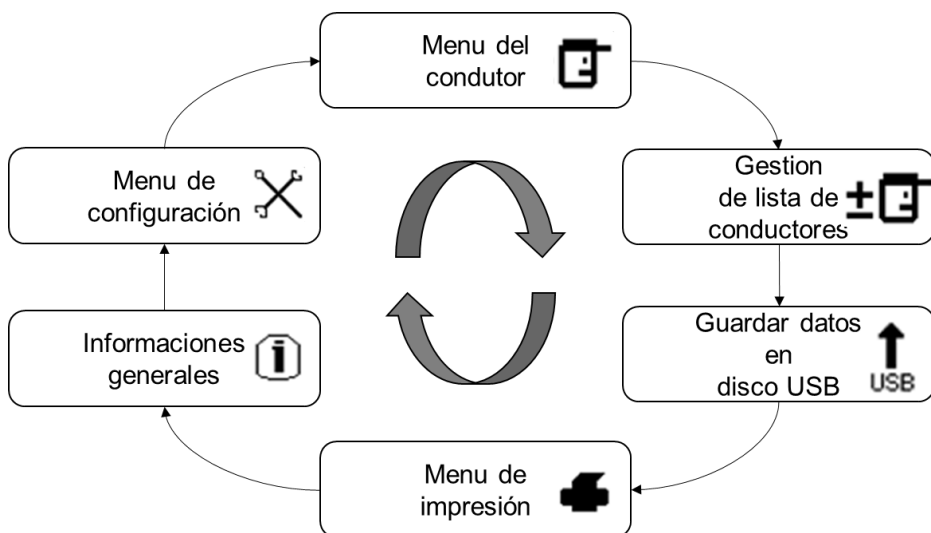 Menu del
condutor
Gestion
de lista de
conductores
Guardar datos
en
disco USB
USB
Menu de
impresión
Informaciones
generales
Menu de
configuración